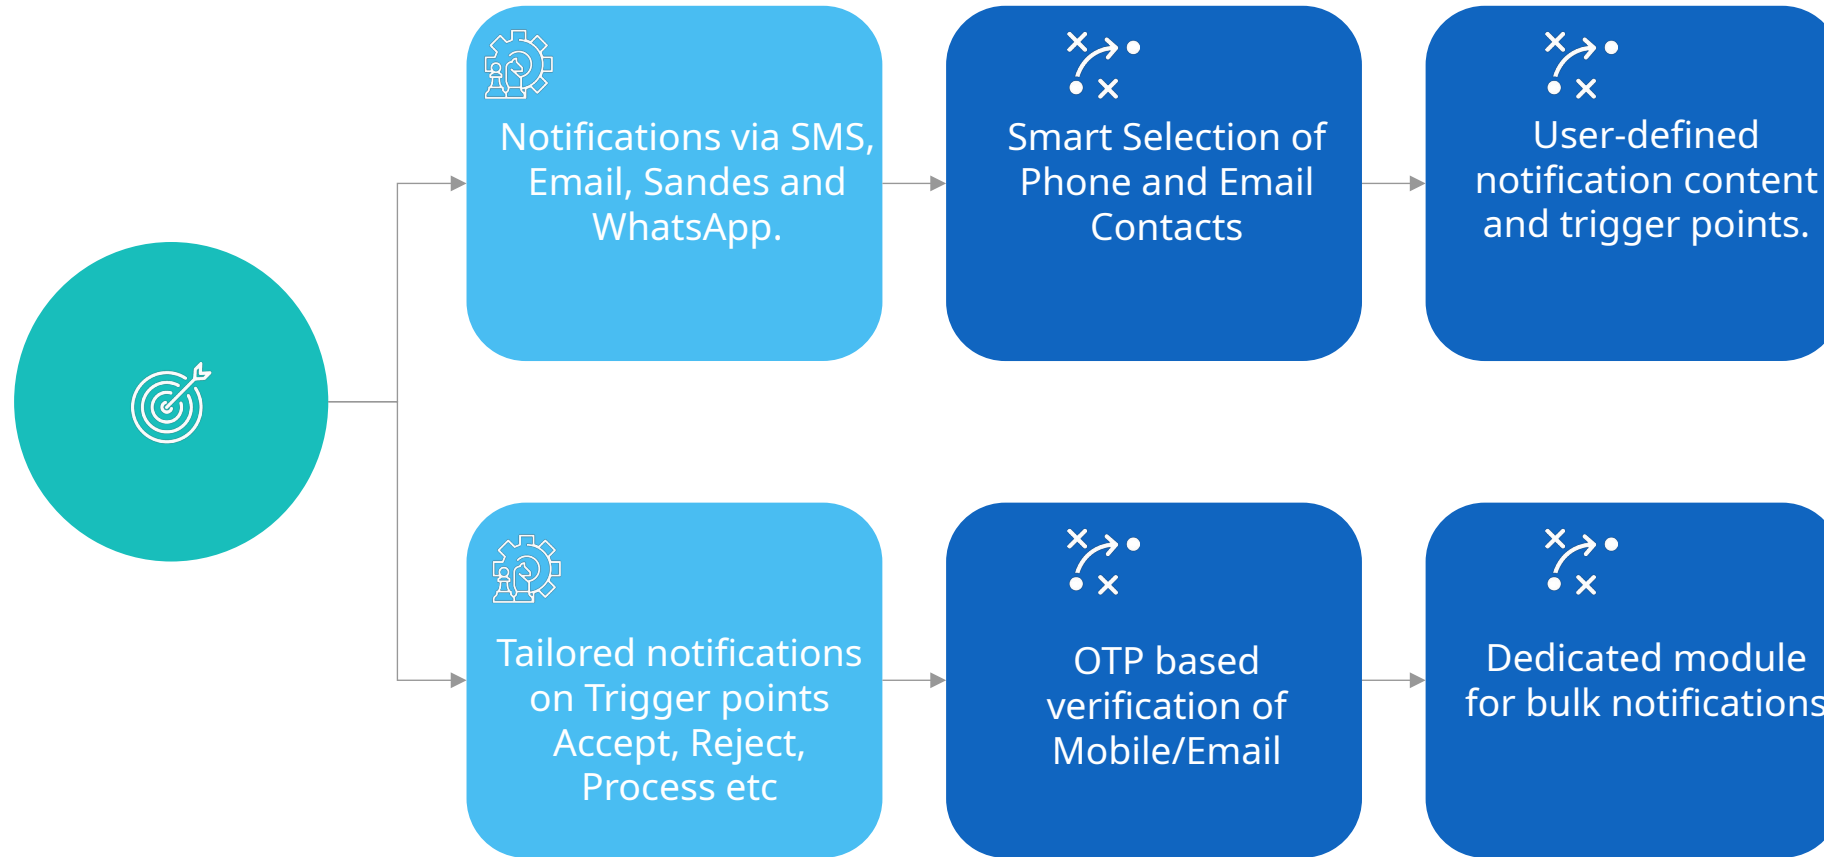 Notifications via SMS,
Email, Sandes and
WhatsApp.
Smart Selection of
Phone and Email
Contacts
User-defined
notification content
and trigger points.
Tailored notifications
on Trigger points
Accept, Reject,
Process etc
OTP based
verification of
Mobile/Email
Dedicated module
for bulk notifications